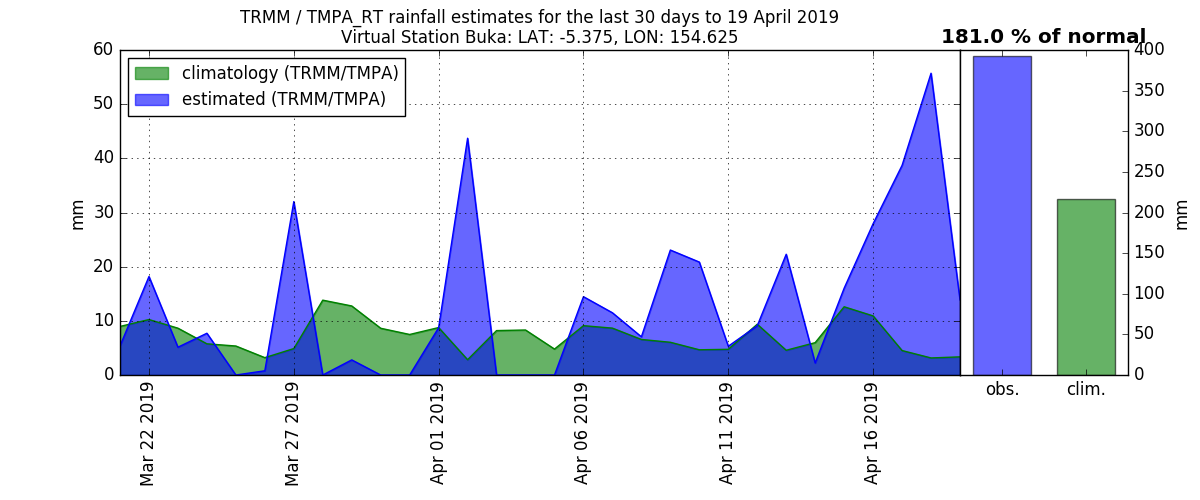 TRMM / TMPA_RT rainfall estimates for the last 30 days to 19 April 2019
Virtual Station Buka: LAT: -5.375, LON: 154.625
181.0 % of normal
climatology (TRMM/TMPA)
estimated (TRMM/TMPA)
60
50
40
30
20
10
0
mm
Mar 22 2019
Mar 27 2019
Apr 01 2019
Apr 06 2019
Apr 11 2019
Apr 16 2019
obs.
clim.
400
350
300
250
200
150
100
50
0
mm